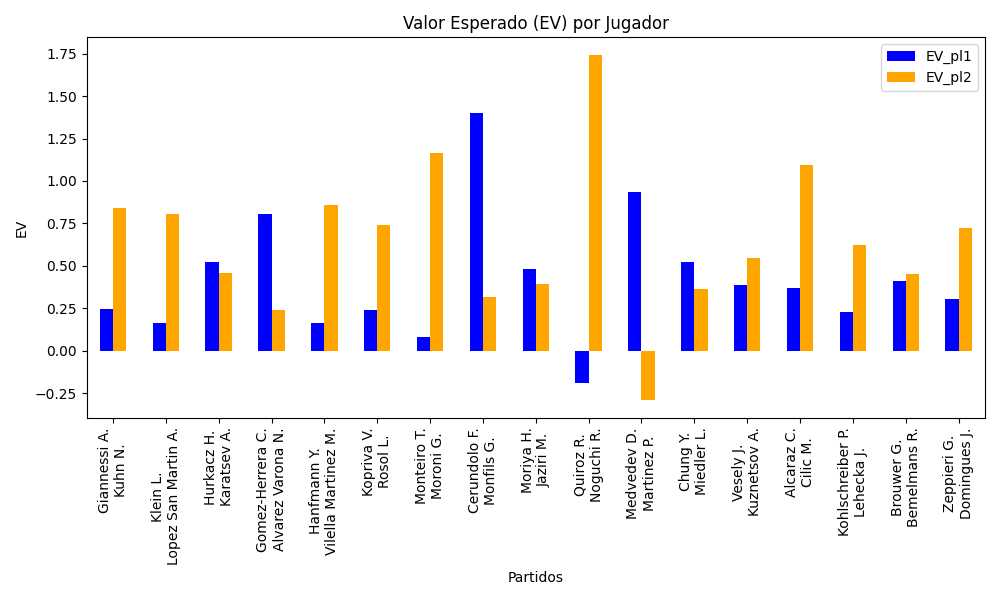 Valor Esperado (EV) por Jugador
EV_pl1
EV_pl2
EV
1.75
1.50
1.25
1.00
0.75
0.50
0.25
0.00
−0.25
Giannessi A.
Kuhn N.
Klein L.
Lopez San Martin A.
Hurkacz H.
Karatsev A.
Gomez-Herrera C.
Alvarez Varona N.
Hanfmann Y.
Vilella Martinez M.
Kopriva V.
Rosol L.
Monteiro T.
Moroni G.
Cerundolo F.
Monfils G.
Moriya H.
Jaziri M.
Quiroz R.
Noguchi R.
Medvedev D.
Martinez P.
Chung Y.
Miedler L.
Vesely J.
Kuznetsov A.
Alcaraz C.
Cilic M.
Kohlschreiber P.
Lehecka J.
Brouwer G.
Bemelmans R.
Zeppieri G.
Domingues J.
Partidos